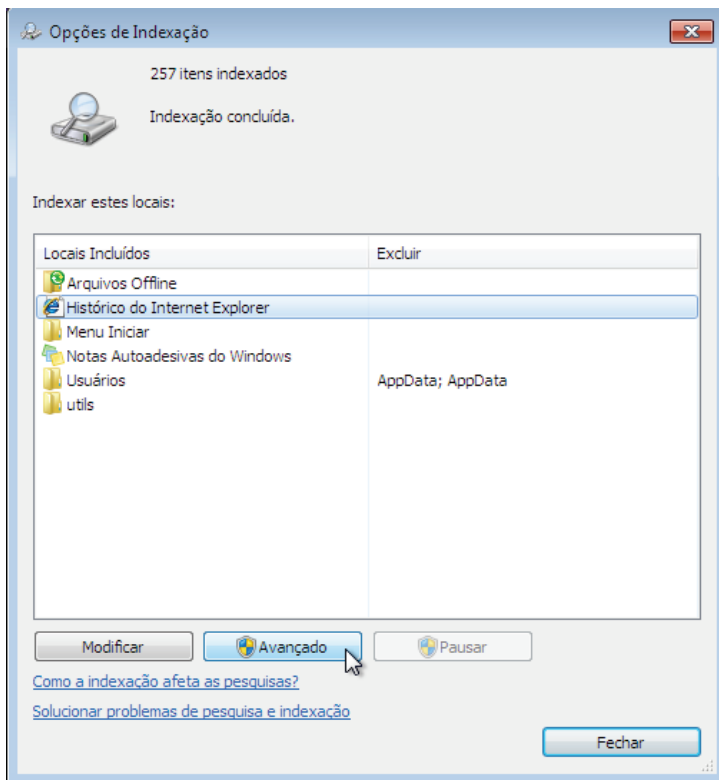 Opções de Indexação
257 itens indexados
Indexação concluída.
Indexar estes locais:
Locais Incluídos Excluir
Arquivos Offline
Histórico do Internet Explorer
Menu Iniciar
Notas Autoadesivas do Windows
Usuários AppData; AppData
utils
Modificar Avançado Pausar
Como a indexação afeta as pesquisas?
Solucionar problemas de pesquisa e indexação
Fechar